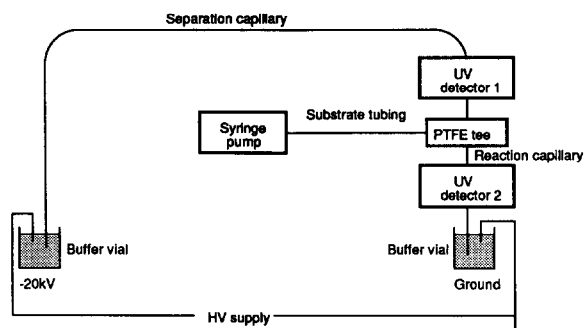 Separation capillary
UV
detector 1
Substrate tubing
Syringe
pump
PTFE tee
Reaction capillary
UV
detector 2
Buffer vial
Buffer vial
-20kV
Ground
HV supply